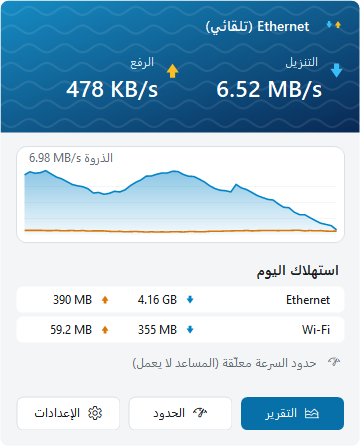 Ethernet (تلقائي)
التنزيل
6.52 MB/s
الرفع
478 KB/s
الذروة 6.98 MB/s
استهلاك اليوم
Ethernet 4.16 GB 390 MB
Wi-Fi 355 MB 59.2 MB
حدود السرعة معلّقة (المساعد لا يعمل)
التقرير
الحدود
الإعدادات